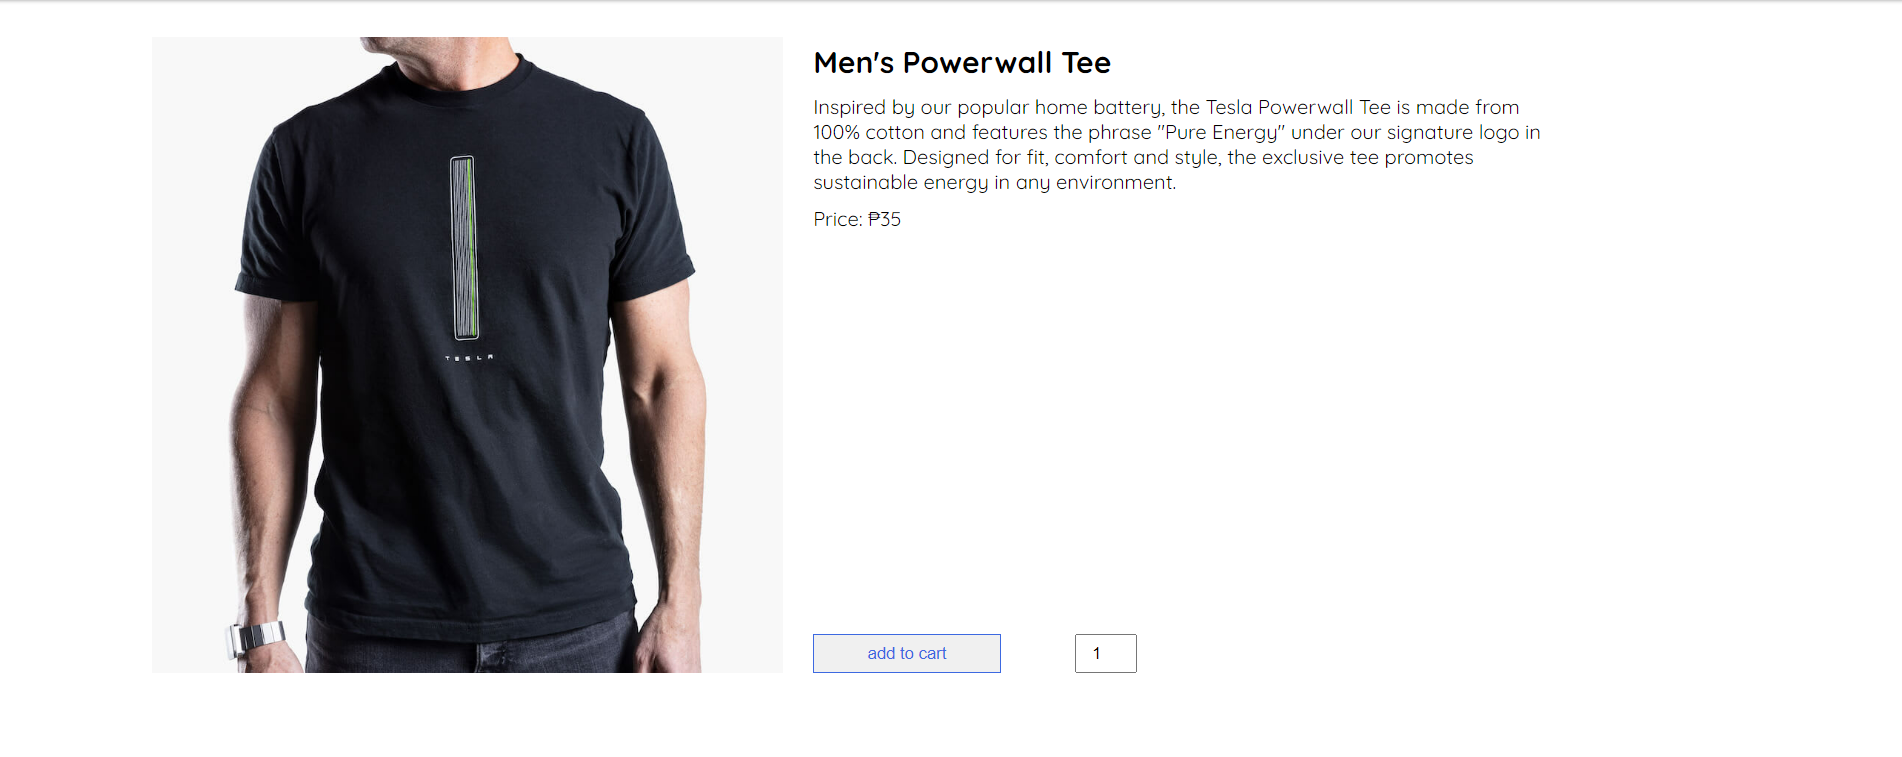 Men's Powerwall Tee
Inspired by our popular home battery, the Tesla Powerwall Tee is made from
100% cotton and features the phrase "Pure Energy" under our signature logo in
the back. Designed for fit, comfort and style, the exclusive tee promotes
sustainable energy in any environment.
Price: ₱35
TESLA
add to cart
1